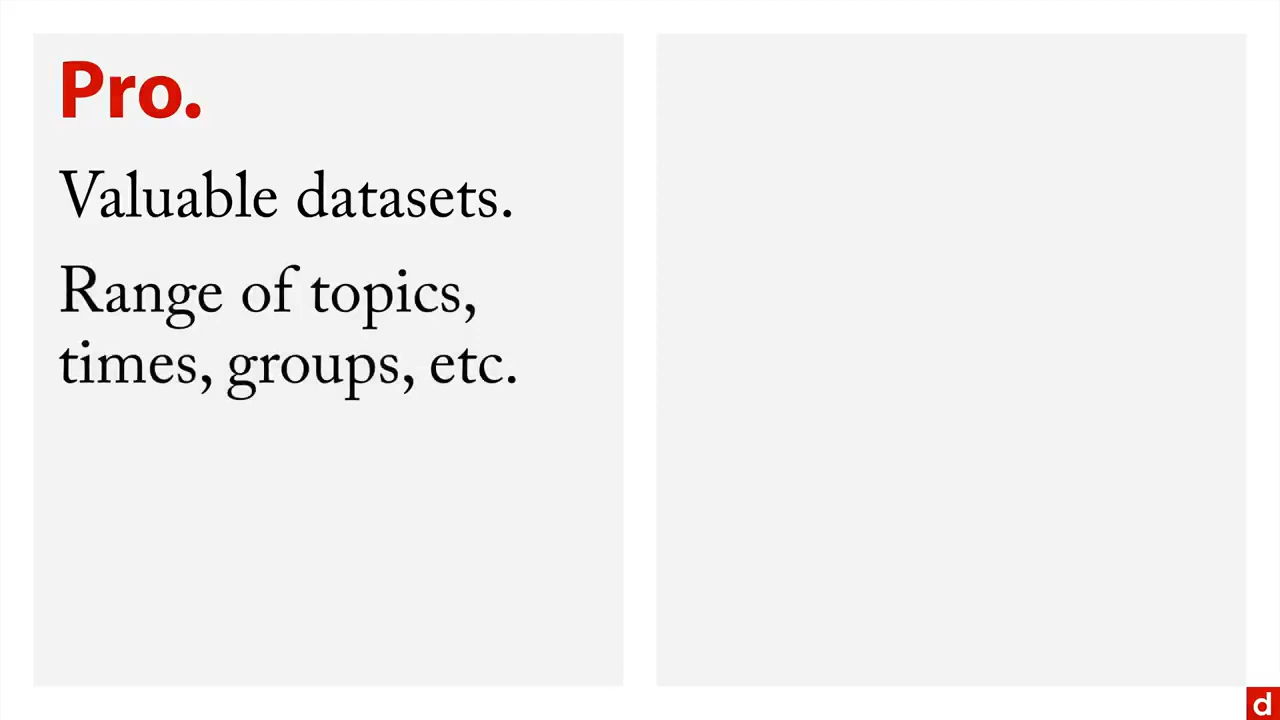 Pro.
Valuable datasets.
Range of topics,
times, groups, etc.
d